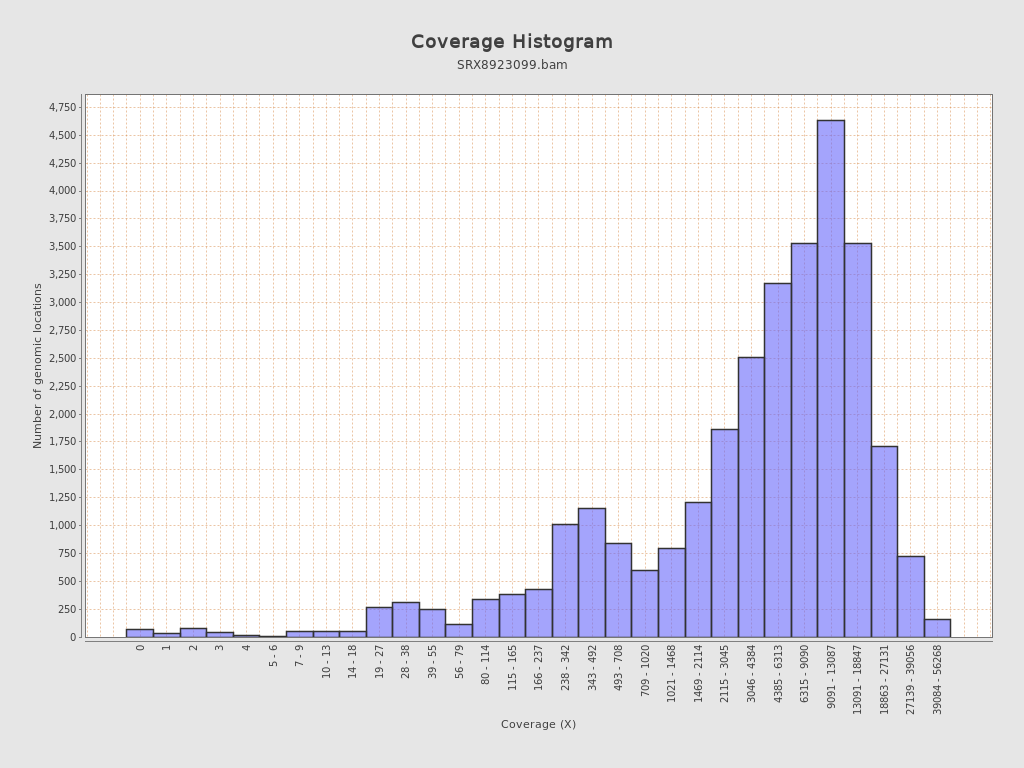 Coverage Histogram
SRX8923099.bam
4,750
4,500
4,250
4,000
3,750
3,500
3,250
3,000
2,750
2,500
2,250
2,000
1,750
1,500
1,250
1,000
750
500
250
0
Number of genomic locations
0
1
2
3
4
5 - 6
7 - 9
10 - 13
14 - 18
19 - 27
28 - 38
39 - 55
56 - 79
80 - 114
115 - 165
166 - 237
238 - 342
343 - 492
493 - 708
709 - 1020
1021 - 1468
1469 - 2114
2115 - 3045
3046 - 4384
4385 - 6313
6315 - 9090
9091 - 13087
13091 - 18847
18863 - 27131
27139 - 39056
39084 - 56268
Coverage (X)